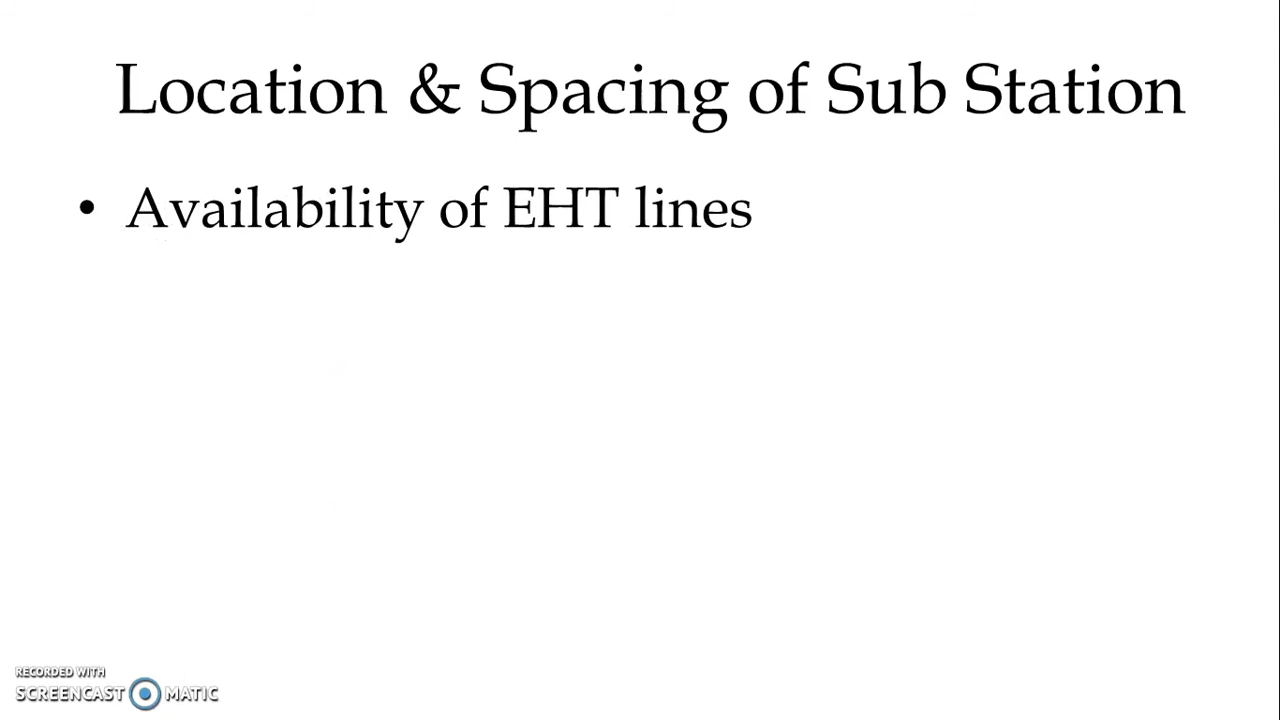 Location & Spacing of Sub Station
• Availability of EHT lines
RECORDED WITH
SCREENCAST MATIC